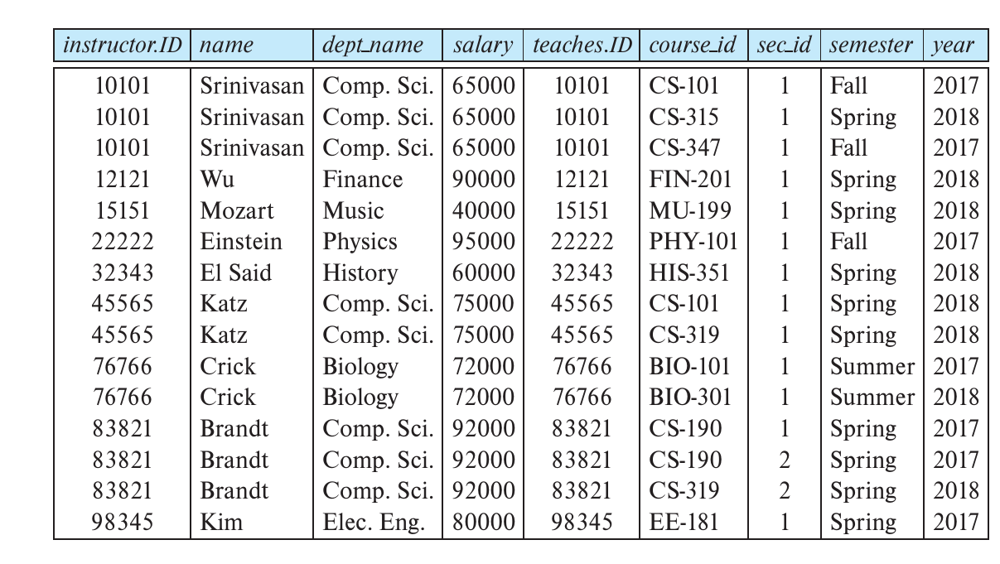 instructor.ID name dept_name salary teaches.ID course_id sec_id semester year
10101 Srinivasan Comp. Sci. 65000 10101 CS-101 1 Fall 2017
10101 Srinivasan Comp. Sci. 65000 10101 CS-315 1 Spring 2018
10101 Srinivasan Comp. Sci. 65000 10101 CS-347 1 Fall 2017
12121 Wu Finance 90000 12121 FIN-201 1 Spring 2018
15151 Mozart Music 40000 15151 MU-199 1 Spring 2018
22222 Einstein Physics 95000 22222 PHY-101 1 Fall 2017
32343 El Said History 60000 32343 HIS-351 1 Spring 2018
45565 Katz Comp. Sci. 75000 45565 CS-101 1 Spring 2018
45565 Katz Comp. Sci. 75000 45565 CS-319 1 Spring 2018
76766 Crick Biology 72000 76766 BIO-101 1 Summer 2017
76766 Crick Biology 72000 76766 BIO-301 1 Summer 2018
83821 Brandt Comp. Sci. 92000 83821 CS-190 1 Spring 2017
83821 Brandt Comp. Sci. 92000 83821 CS-190 2 Spring 2017
83821 Brandt Comp. Sci. 92000 83821 CS-319 2 Spring 2018
98345 Kim Elec. Eng. 80000 98345 EE-181 1 Spring 2017